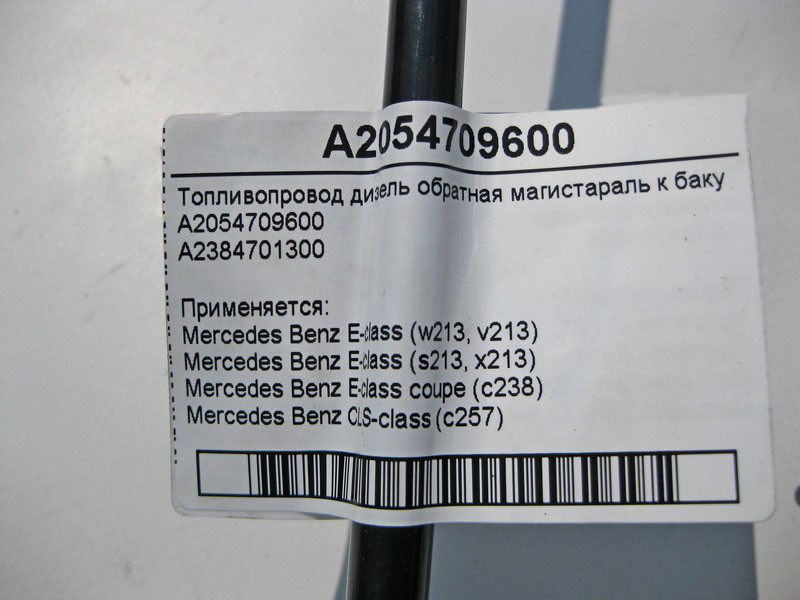 A2054709600
Топливопровод дизель обратная магистараль к баку
A2054709600
A2384701300
Применяется:
Mercedes Benz E-class (w213, v213)
Mercedes Benz E-class (s213, x213)
Mercedes Benz E-class coupe (c238)
Mercedes Benz CLS-class (c257)